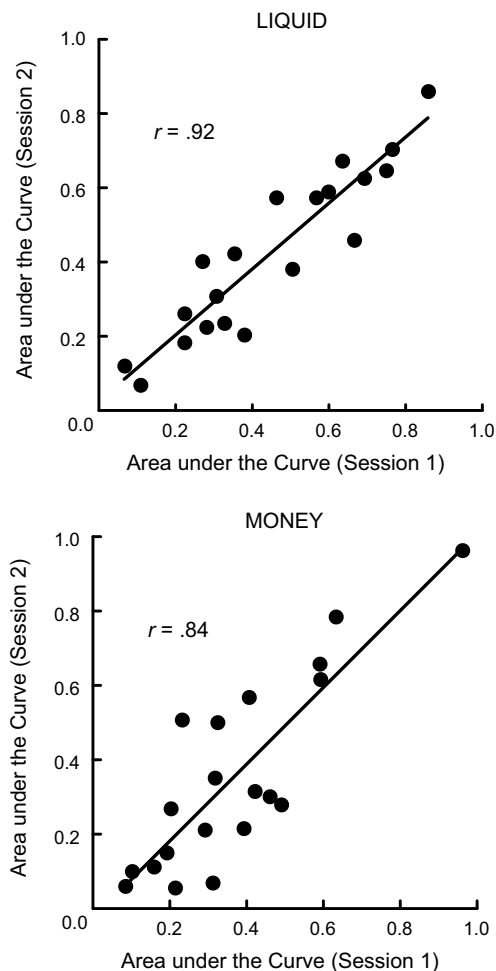 LIQUID
1.0
0.8
0.6
0.4
0.2
0.0
r = .92
Area under the Curve (Session 2)
0.2 0.4 0.6 0.8 1.0
Area under the Curve (Session 1)
MONEY
1.0
0.8
0.6
0.4
0.2
0.0
r = .84
Area under the Curve (Session 2)
0.2 0.4 0.6 0.8 1.0
Area under the Curve (Session 1)